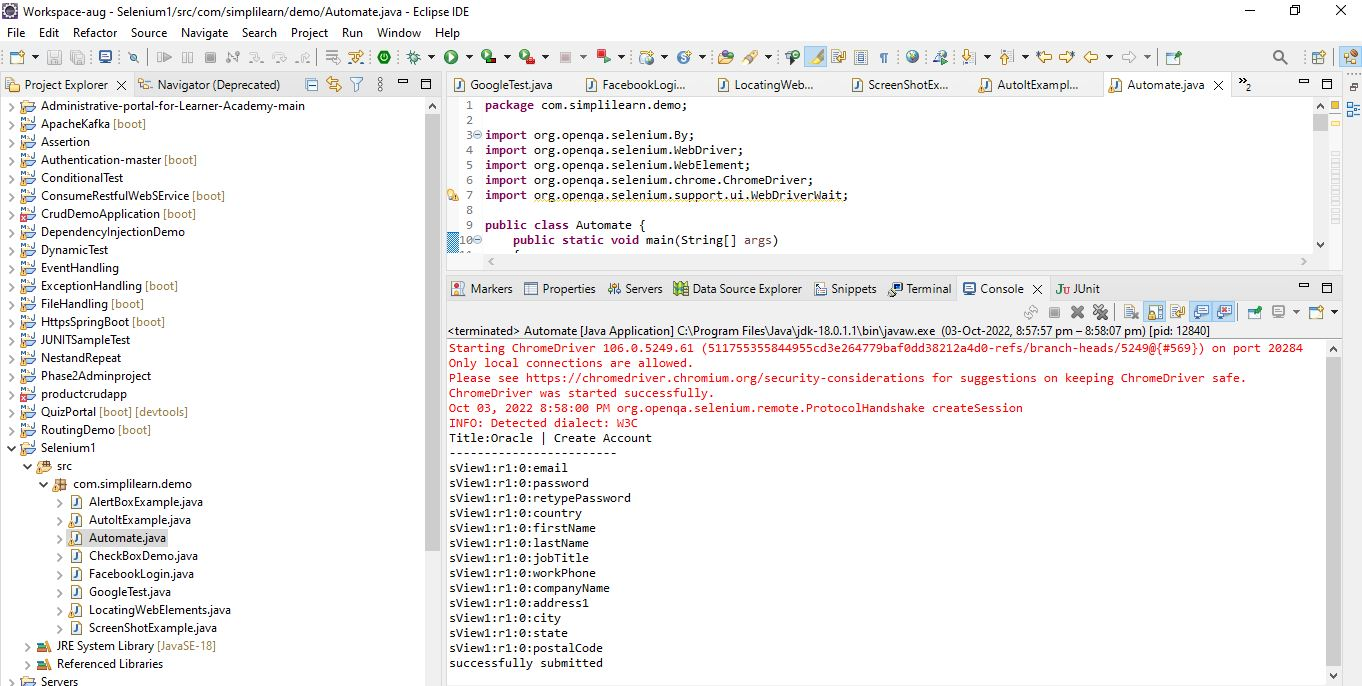 Workspace-aug - Selenium1/src/com/simplilearn/demo/Automate.java - Eclipse IDE
File Edit Refactor Source Navigate Search Project Run Window Help
Project Explorer Navigator (Deprecated)
Administrative-portal-for-Learner-Academy-main
ApacheKafka [boot]
Assertion
Authentication-master [boot]
ConditionalTest
ConsumeRestfulWebSErvice [boot]
CrudDemoApplication [boot]
DependencyInjectionDemo
DynamicTest
EventHandling
ExceptionHandling [boot]
FileHandling [boot]
HttpsSpringBoot [boot]
JUNITSampleTest
NestandRepeat
Phase2Adminproject
productcrudapp
QuizPortal [boot] [devtools]
RoutingDemo [boot]
Selenium1
src
com.simplilearn.demo
AlertBoxExample.java
AutoItExample.java
Automate.java
CheckBoxDemo.java
FacebookLogin.java
GoogleTest.java
LocatingWebElements.java
ScreenShotExample.java
JRE System Library [JavaSE-18]
Referenced Libraries
Servers
GoogleTest.java FacebookLogi... LocatingWeb... ScreenShotEx... AutoItExampl... Automate.java »2
1 package com.simplilearn.demo;
2
3 import org.openqa.selenium.By;
4 import org.openqa.selenium.WebDriver;
5 import org.openqa.selenium.WebElement;
6 import org.openqa.selenium.chrome.ChromeDriver;
7 import org.openqa.selenium.support.ui.WebDriverWait;
8
9 public class Automate {
10 public static void main(String[] args)
Markers Properties Servers Data Source Explorer Snippets Terminal Console JUnit
<terminated> Automate [Java Application] C:\Program Files\Java\jdk-18.0.1.1\bin\javaw.exe (03-Oct-2022, 8:57:57 pm – 8:58:07 pm) [pid: 12840]
Starting ChromeDriver 106.0.5249.61 (511755355844955cd3e264779baf0dd38212a4d0-refs/branch-heads/5249@{#569}) on port 20284
Only local connections are allowed.
Please see https://chromedriver.chromium.org/security-considerations for suggestions on keeping ChromeDriver safe.
ChromeDriver was started successfully.
Oct 03, 2022 8:58:00 PM org.openqa.selenium.remote.ProtocolHandshake createSession
INFO: Detected dialect: W3C
Title:Oracle | Create Account
------------------------
sView1:r1:0:email
sView1:r1:0:password
sView1:r1:0:retypePassword
sView1:r1:0:country
sView1:r1:0:firstName
sView1:r1:0:lastName
sView1:r1:0:jobTitle
sView1:r1:0:workPhone
sView1:r1:0:companyName
sView1:r1:0:address1
sView1:r1:0:city
sView1:r1:0:state
sView1:r1:0:postalCode
successfully submitted